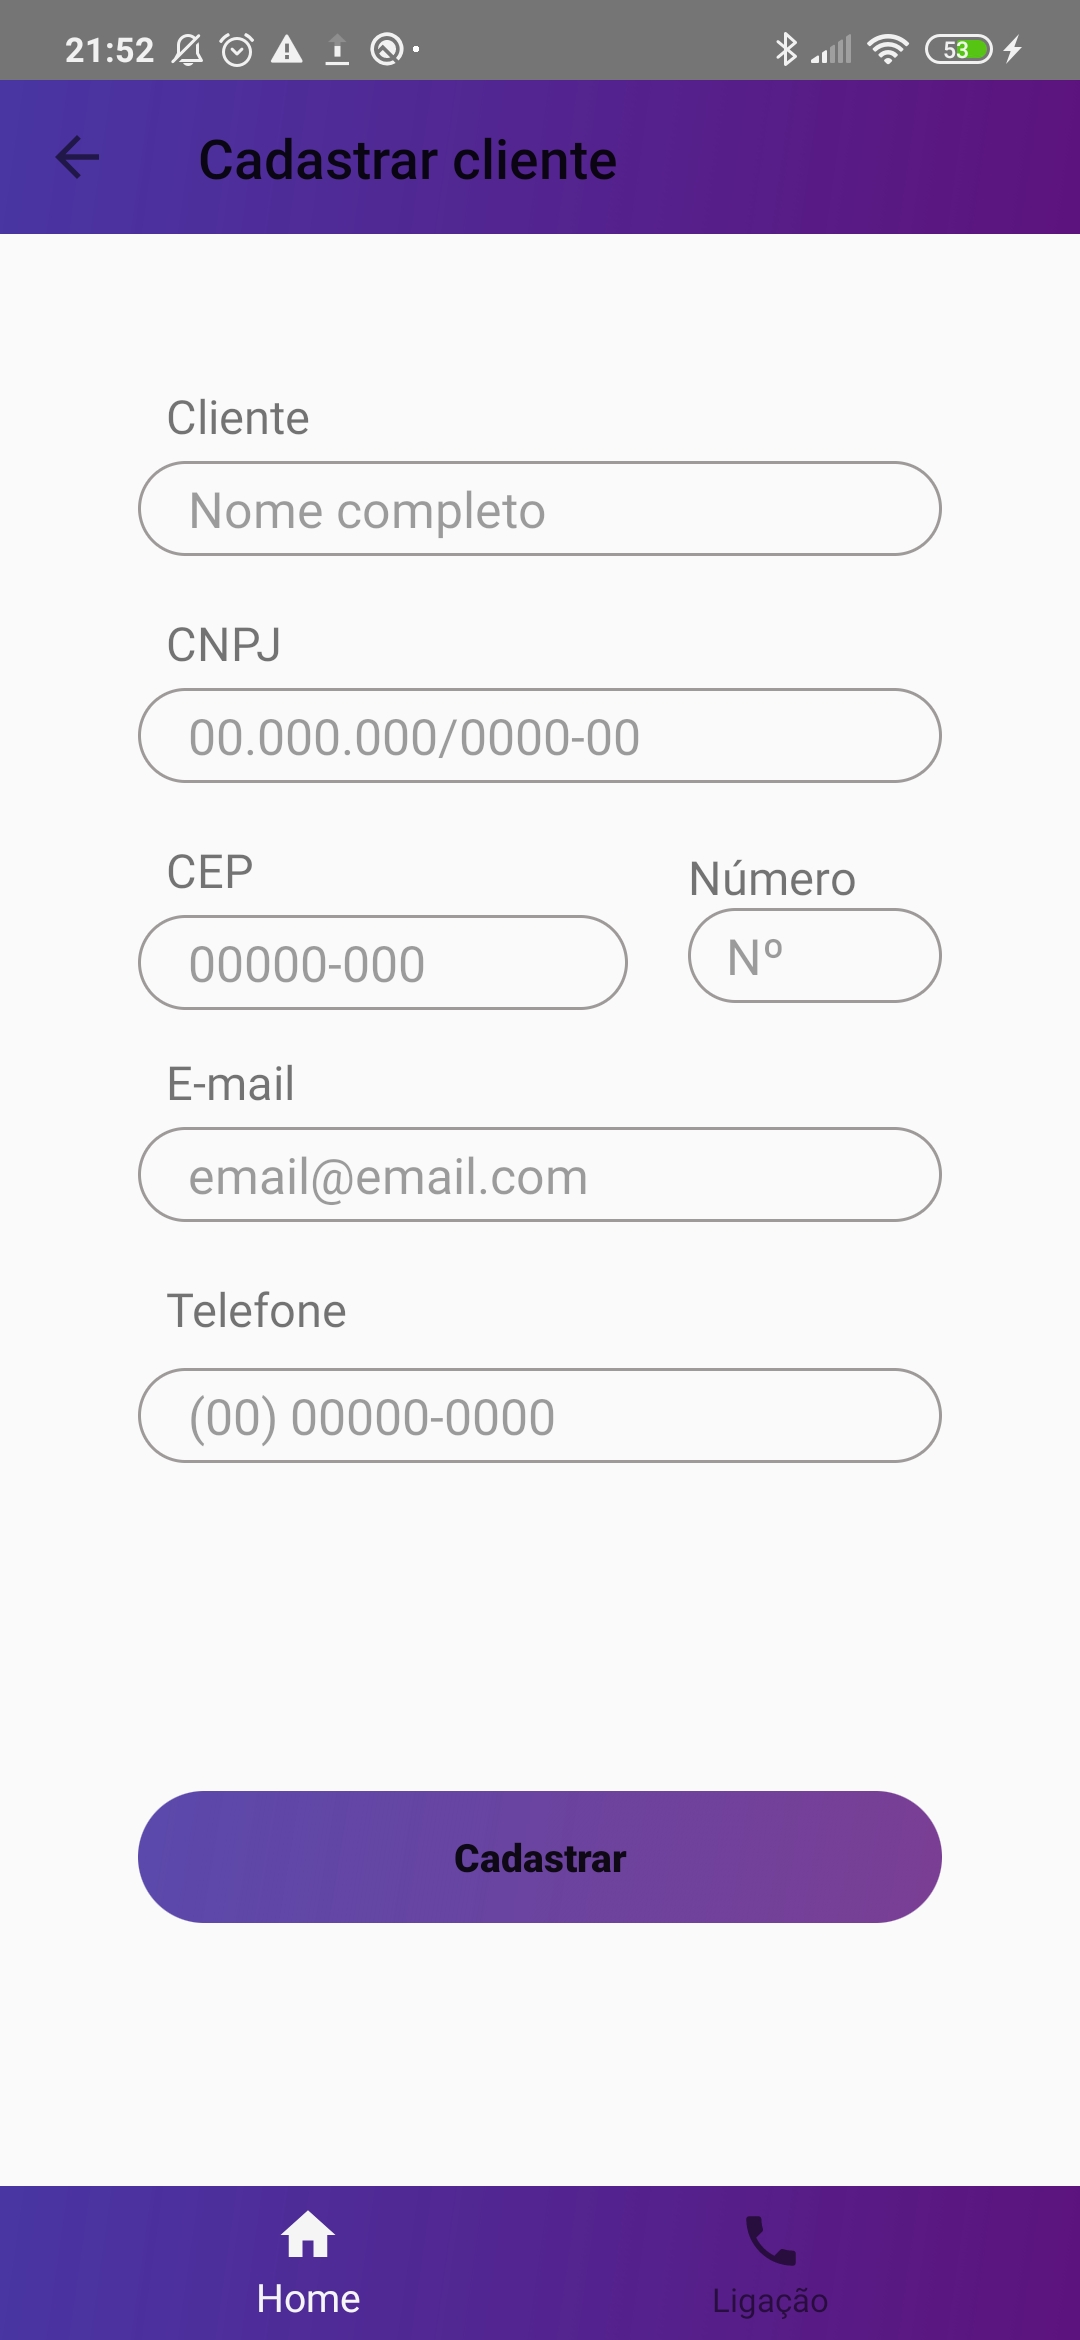 21:52
53
Cadastrar cliente
Cliente
Nome completo
CNPJ
00.000.000/0000-00
CEP
Número
00000-000
Nº
E-mail
email@email.com
Telefone
(00) 00000-0000
Cadastrar
Home
Ligação